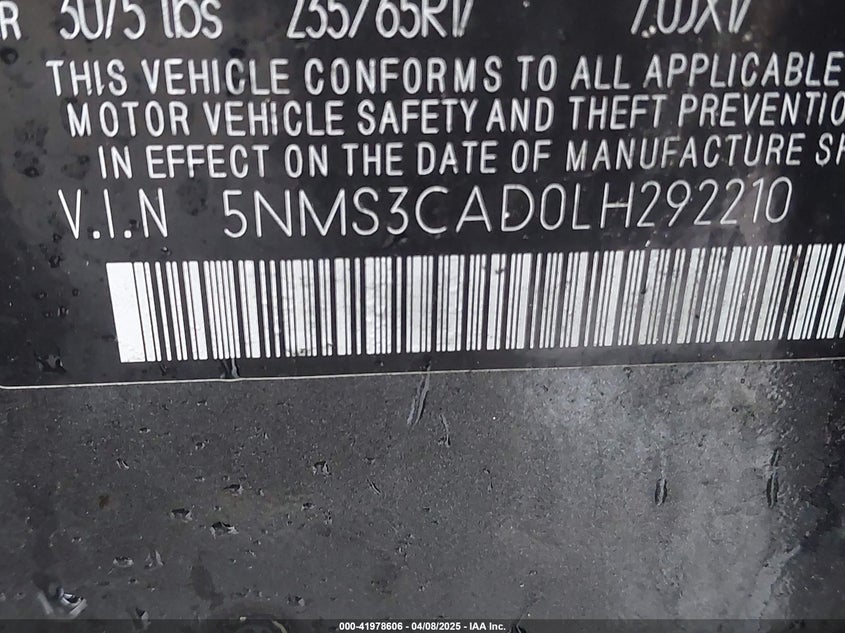 R 3075 lbs 235/65R17 7.0JX17
THIS VEHICLE CONFORMS TO ALL APPLICABLE
MOTOR VEHICLE SAFETY AND THEFT PREVENTIO
IN EFFECT ON THE DATE OF MANUFACTURE SH
V.I.N 5NMS3CAD0LH292210
000-41978606 - 04/08/2025 - IAA Inc.